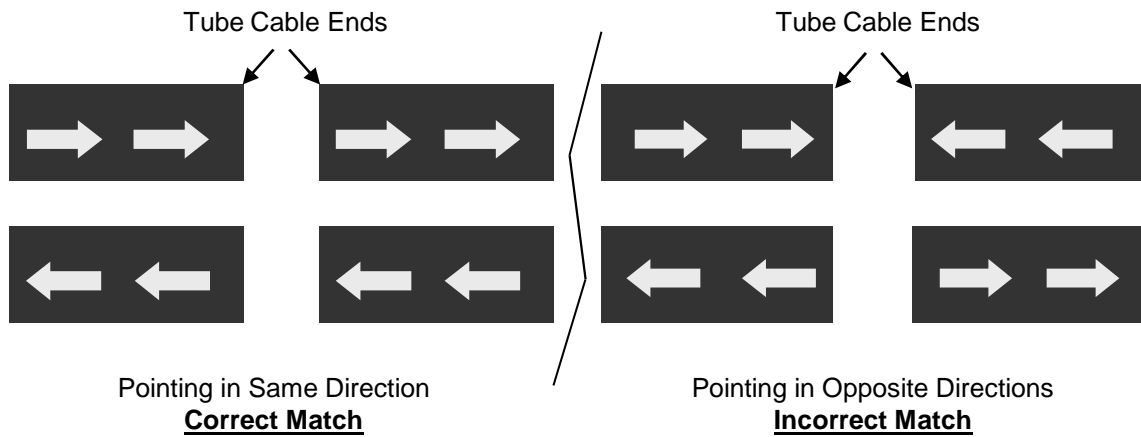 Tube Cable Ends
Tube Cable Ends
Pointing in Same Direction
Correct Match
Pointing in Opposite Directions
Incorrect Match